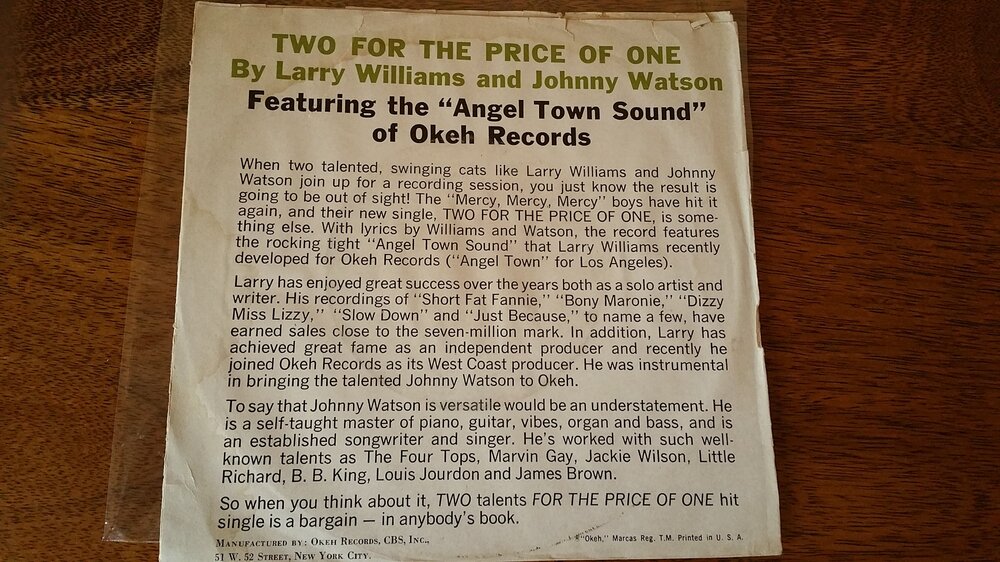 TWO FOR THE PRICE OF ONE
By Larry Williams and Johnny Watson
Featuring the “Angel Town Sound”
of Okeh Records
When two talented, swinging cats like Larry Williams and Johnny
Watson join up for a recording session, you just know the result is
going to be out of sight! The “Mercy, Mercy, Mercy” boys have hit it
again, and their new single, TWO FOR THE PRICE OF ONE, is some-
thing else. With lyrics by Williams and Watson, the record features
the rocking tight “Angel Town Sound” that Larry Williams recently
developed for Okeh Records (“Angel Town” for Los Angeles).
Larry has enjoyed great success over the years both as a solo artist and
writer. His recordings of “Short Fat Fannie,” “Bony Maronie,” “Dizzy
Miss Lizzy,” “Slow Down” and “Just Because,” to name a few, have
earned sales close to the seven-million mark. In addition, Larry has
achieved great fame as an independent producer and recently he
joined Okeh Records as its West Coast producer. He was instrumental
in bringing the talented Johnny Watson to Okeh.
To say that Johnny Watson is versatile would be an understatement. He
is a self-taught master of piano, guitar, vibes, organ and bass, and is
an established songwriter and singer. He's worked with such well-
known talents as The Four Tops, Marvin Gay, Jackie Wilson, Little
Richard, B. B. King, Louis Jourdon and James Brown.
So when you think about it, TWO talents FOR THE PRICE OF ONE hit
single is a bargain — in anybody's book.
MANUFACTURED BY: OKEH RECORDS, CBS, INC.,
51 W. 52 STREET, NEW YORK CITY.
“Okeh,” Marcas Reg. T.M. Printed in U. S. A.